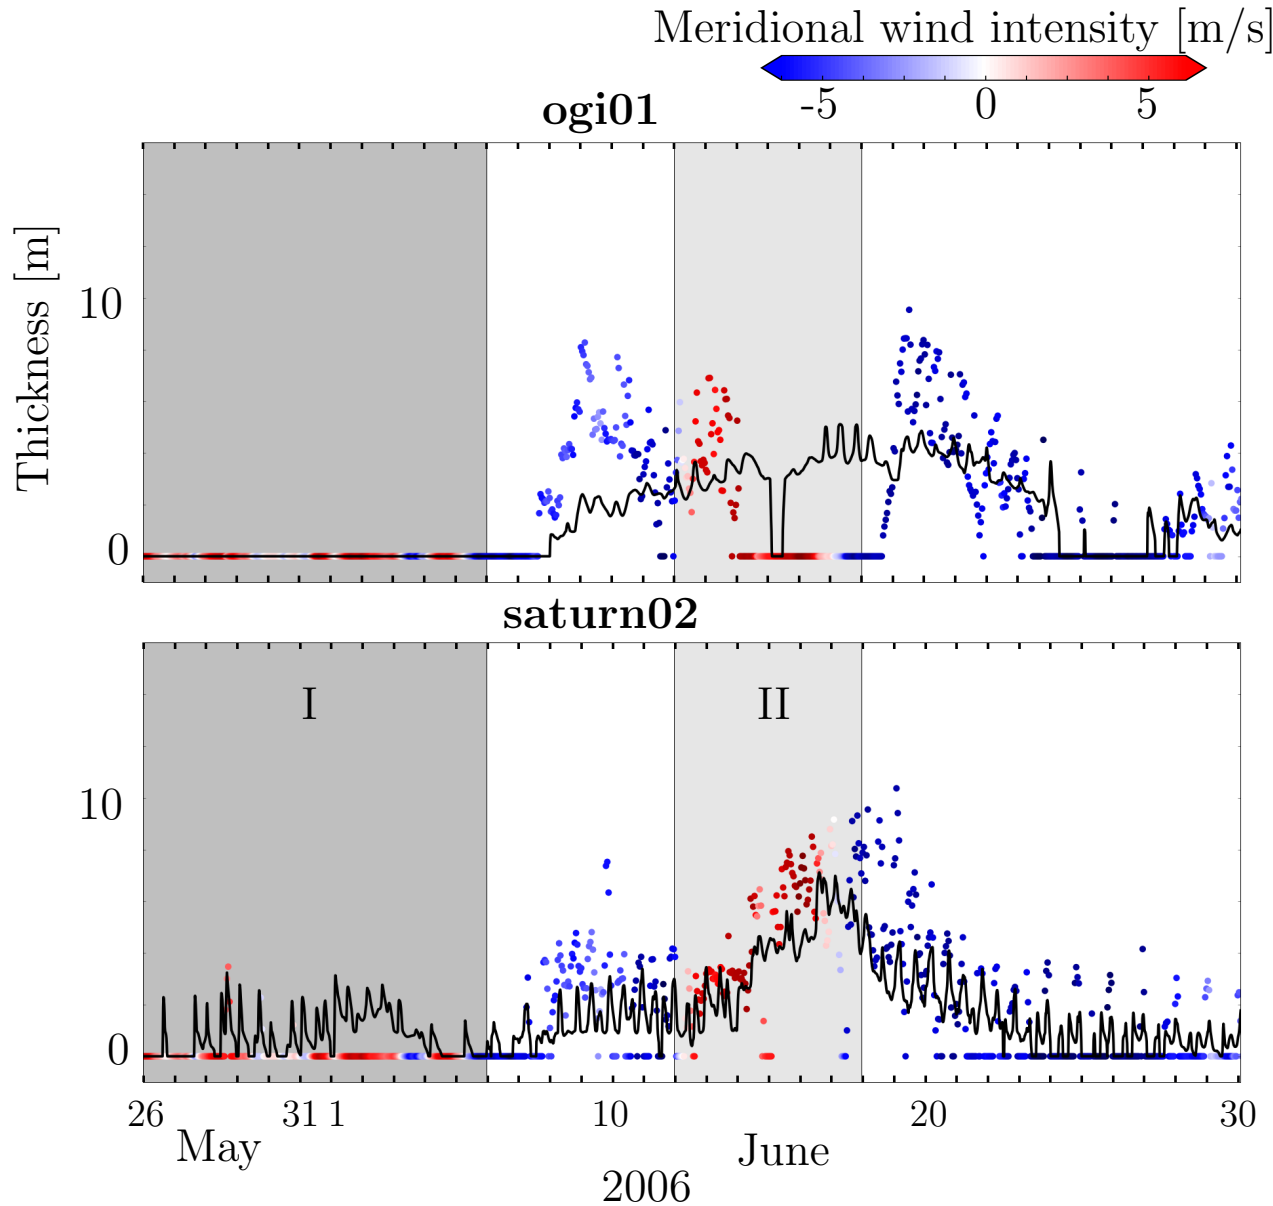 Meridional wind intensity [m/s]
-5 0 5
ogi01
Thickness [m]
10
0
saturn02
I II
10
0
26 31 1 10 20 30
May June
2006